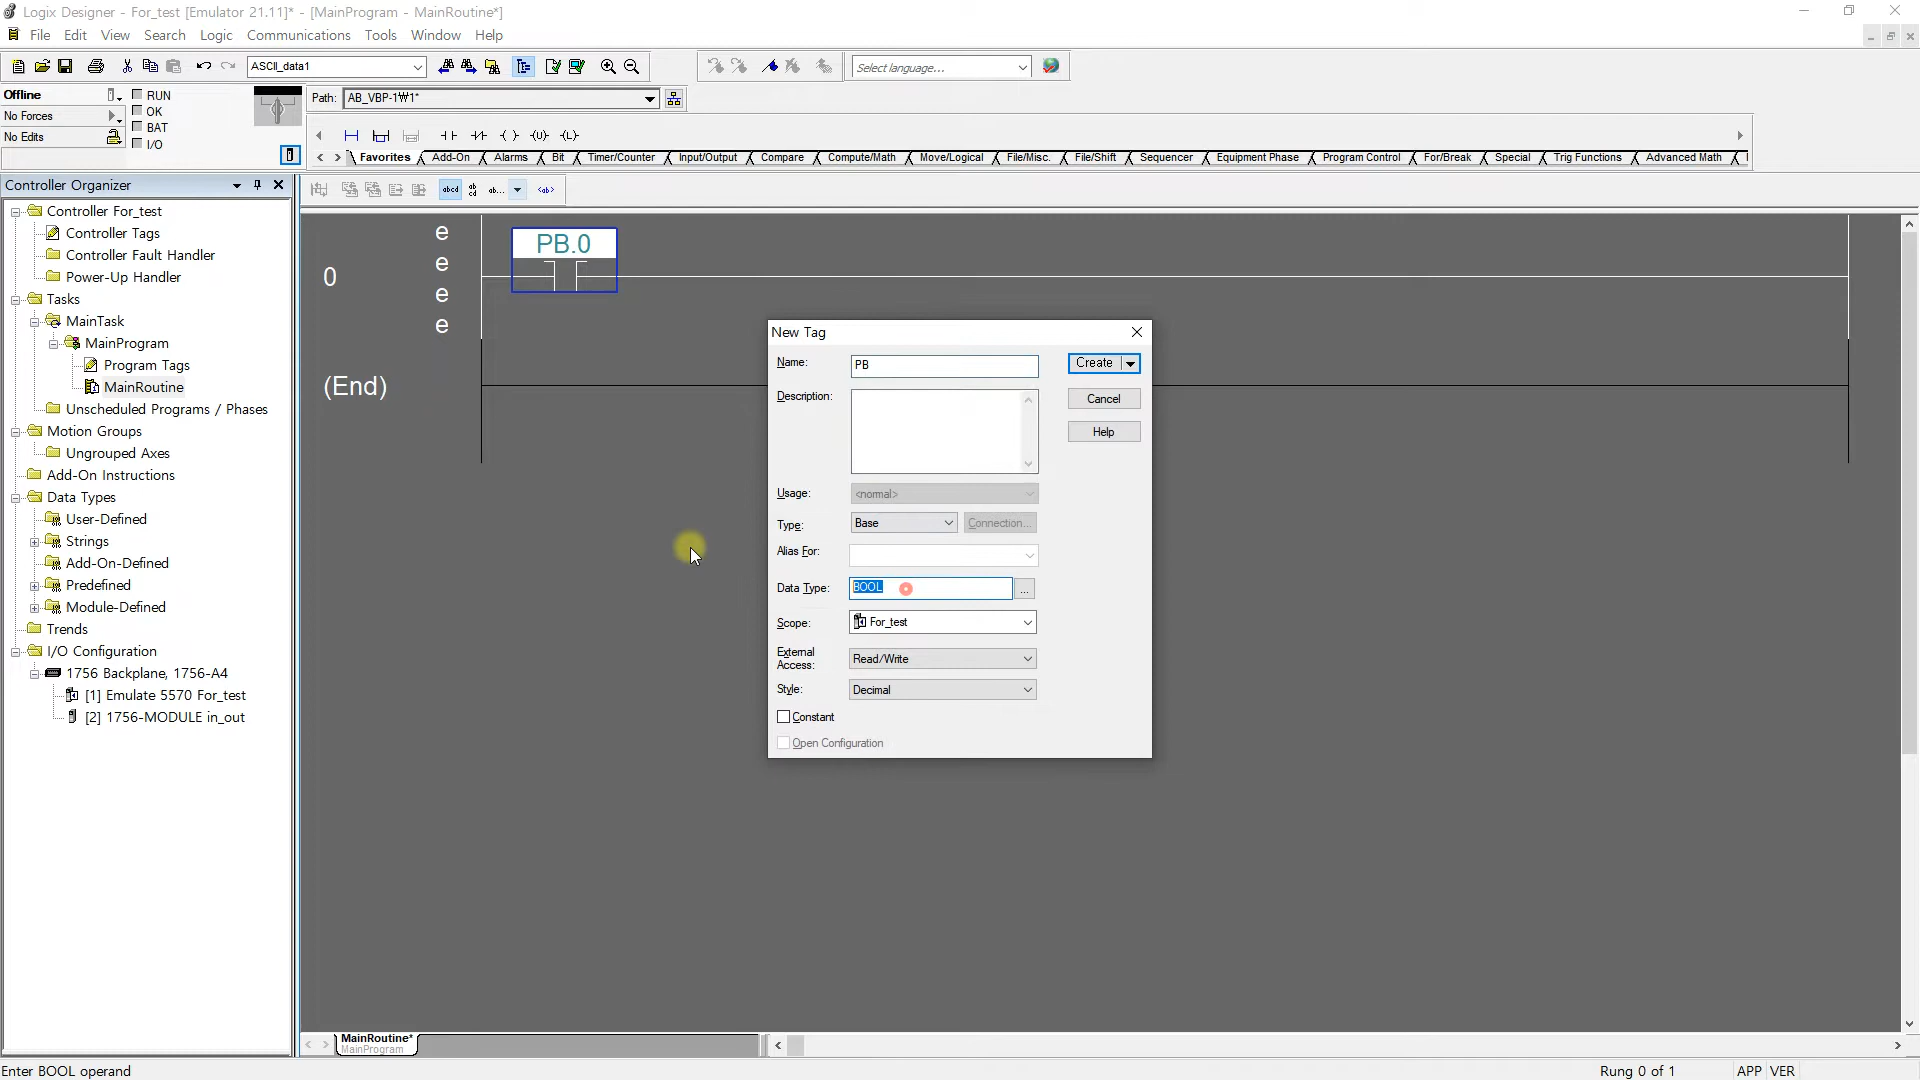 Logix Designer - For_test [Emulator 21.11]* - [MainProgram - MainRoutine*]
File Edit View Search Logic Communications Tools Window Help
ASCII_data1
Select language...
Offline
RUN
No Forces
OK
No Edits
BAT
I/O
Path: AB_VBP-1₩1*
(U) (L)
Favorites Add-On Alarms Bit Timer/Counter Input/Output Compare Compute/Math Move/Logical File/Misc. File/Shift Sequencer Equipment Phase Program Control For/Break Special Trig Functions Advanced Math
Controller Organizer
abcd
ab
cd
ab...
<ab>
Controller For_test
Controller Tags
Controller Fault Handler
Power-Up Handler
Tasks
MainTask
MainProgram
Program Tags
MainRoutine
Unscheduled Programs / Phases
Motion Groups
Ungrouped Axes
Add-On Instructions
Data Types
User-Defined
Strings
Add-On-Defined
Predefined
Module-Defined
Trends
I/O Configuration
1756 Backplane, 1756-A4
[1] Emulate 5570 For_test
[2] 1756-MODULE in_out
e
e
e
e
0
PB.0
(End)
New Tag
Name: PB
Create
Description:
Cancel
Help
Usage: <normal>
Type: Base
Connection...
Alias For:
Data Type: BOOL
...
Scope: For_test
External
Access: Read/Write
Style: Decimal
Constant
Open Configuration
MainRoutine*
MainProgram
Enter BOOL operand
Rung 0 of 1
APP VER